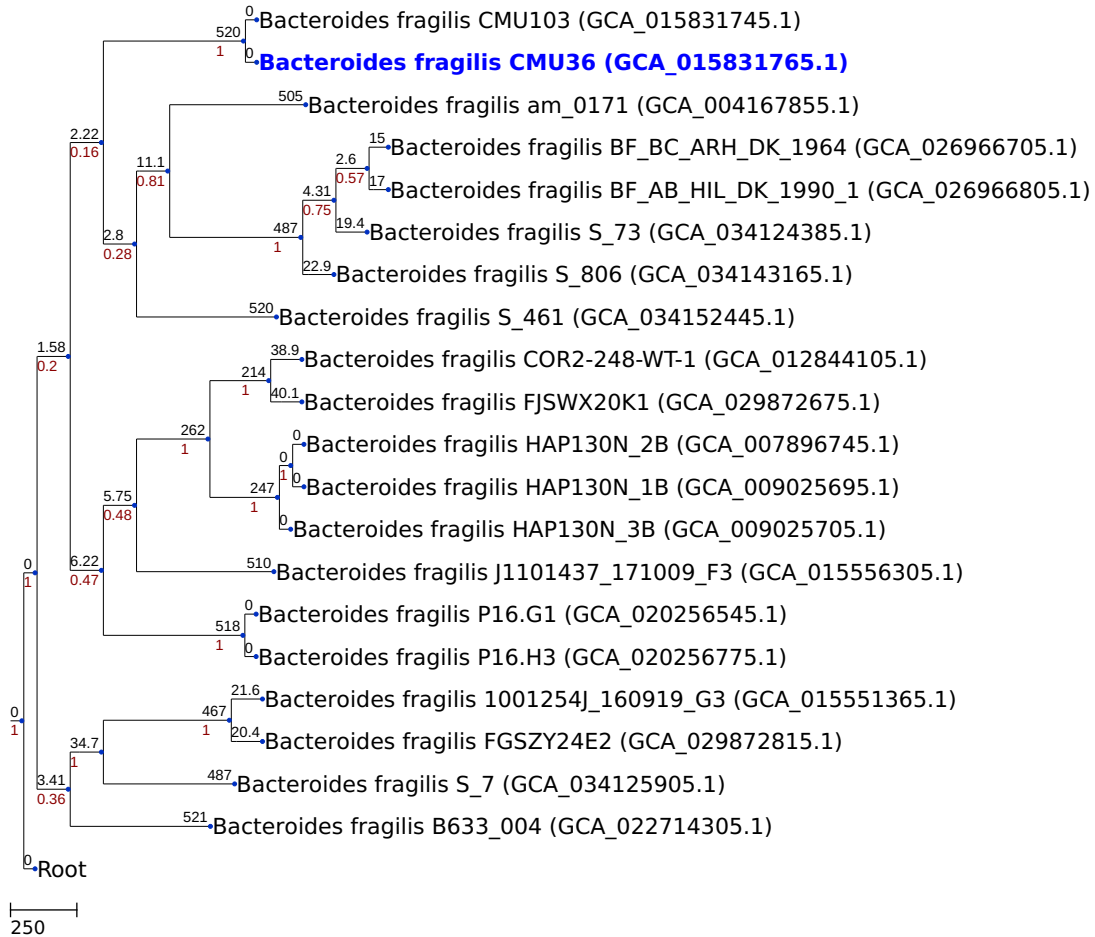 0
Bacteroides fragilis CMU103 (GCA_015831745.1)
520
1
0
Bacteroides fragilis CMU36 (GCA_015831765.1)
505
Bacteroides fragilis am_0171 (GCA_004167855.1)
2.22
0.16
15
Bacteroides fragilis BF_BC_ARH_DK_1964 (GCA_026966705.1)
11.1
0.81
2.6
0.57
17
Bacteroides fragilis BF_AB_HIL_DK_1990_1 (GCA_026966805.1)
4.31
0.75
19.4
Bacteroides fragilis S_73 (GCA_034124385.1)
2.8
0.28
487
1
22.9
Bacteroides fragilis S_806 (GCA_034143165.1)
520
Bacteroides fragilis S_461 (GCA_034152445.1)
1.58
0.2
38.9
Bacteroides fragilis COR2-248-WT-1 (GCA_012844105.1)
214
1
40.1
Bacteroides fragilis FJSWX20K1 (GCA_029872675.1)
262
1
0
Bacteroides fragilis HAP130N_2B (GCA_007896745.1)
0
1
0
Bacteroides fragilis HAP130N_1B (GCA_009025695.1)
247
1
0
Bacteroides fragilis HAP130N_3B (GCA_009025705.1)
5.75
0.48
510
Bacteroides fragilis J1101437_171009_F3 (GCA_015556305.1)
0
1
6.22
0.47
0
Bacteroides fragilis P16.G1 (GCA_020256545.1)
518
1
0
Bacteroides fragilis P16.H3 (GCA_020256775.1)
21.6
Bacteroides fragilis 1001254J_160919_G3 (GCA_015551365.1)
0
1
467
1
20.4
Bacteroides fragilis FGSZY24E2 (GCA_029872815.1)
34.7
1
487
Bacteroides fragilis S_7 (GCA_034125905.1)
3.41
0.36
521
Bacteroides fragilis B633_004 (GCA_022714305.1)
0
Root
250